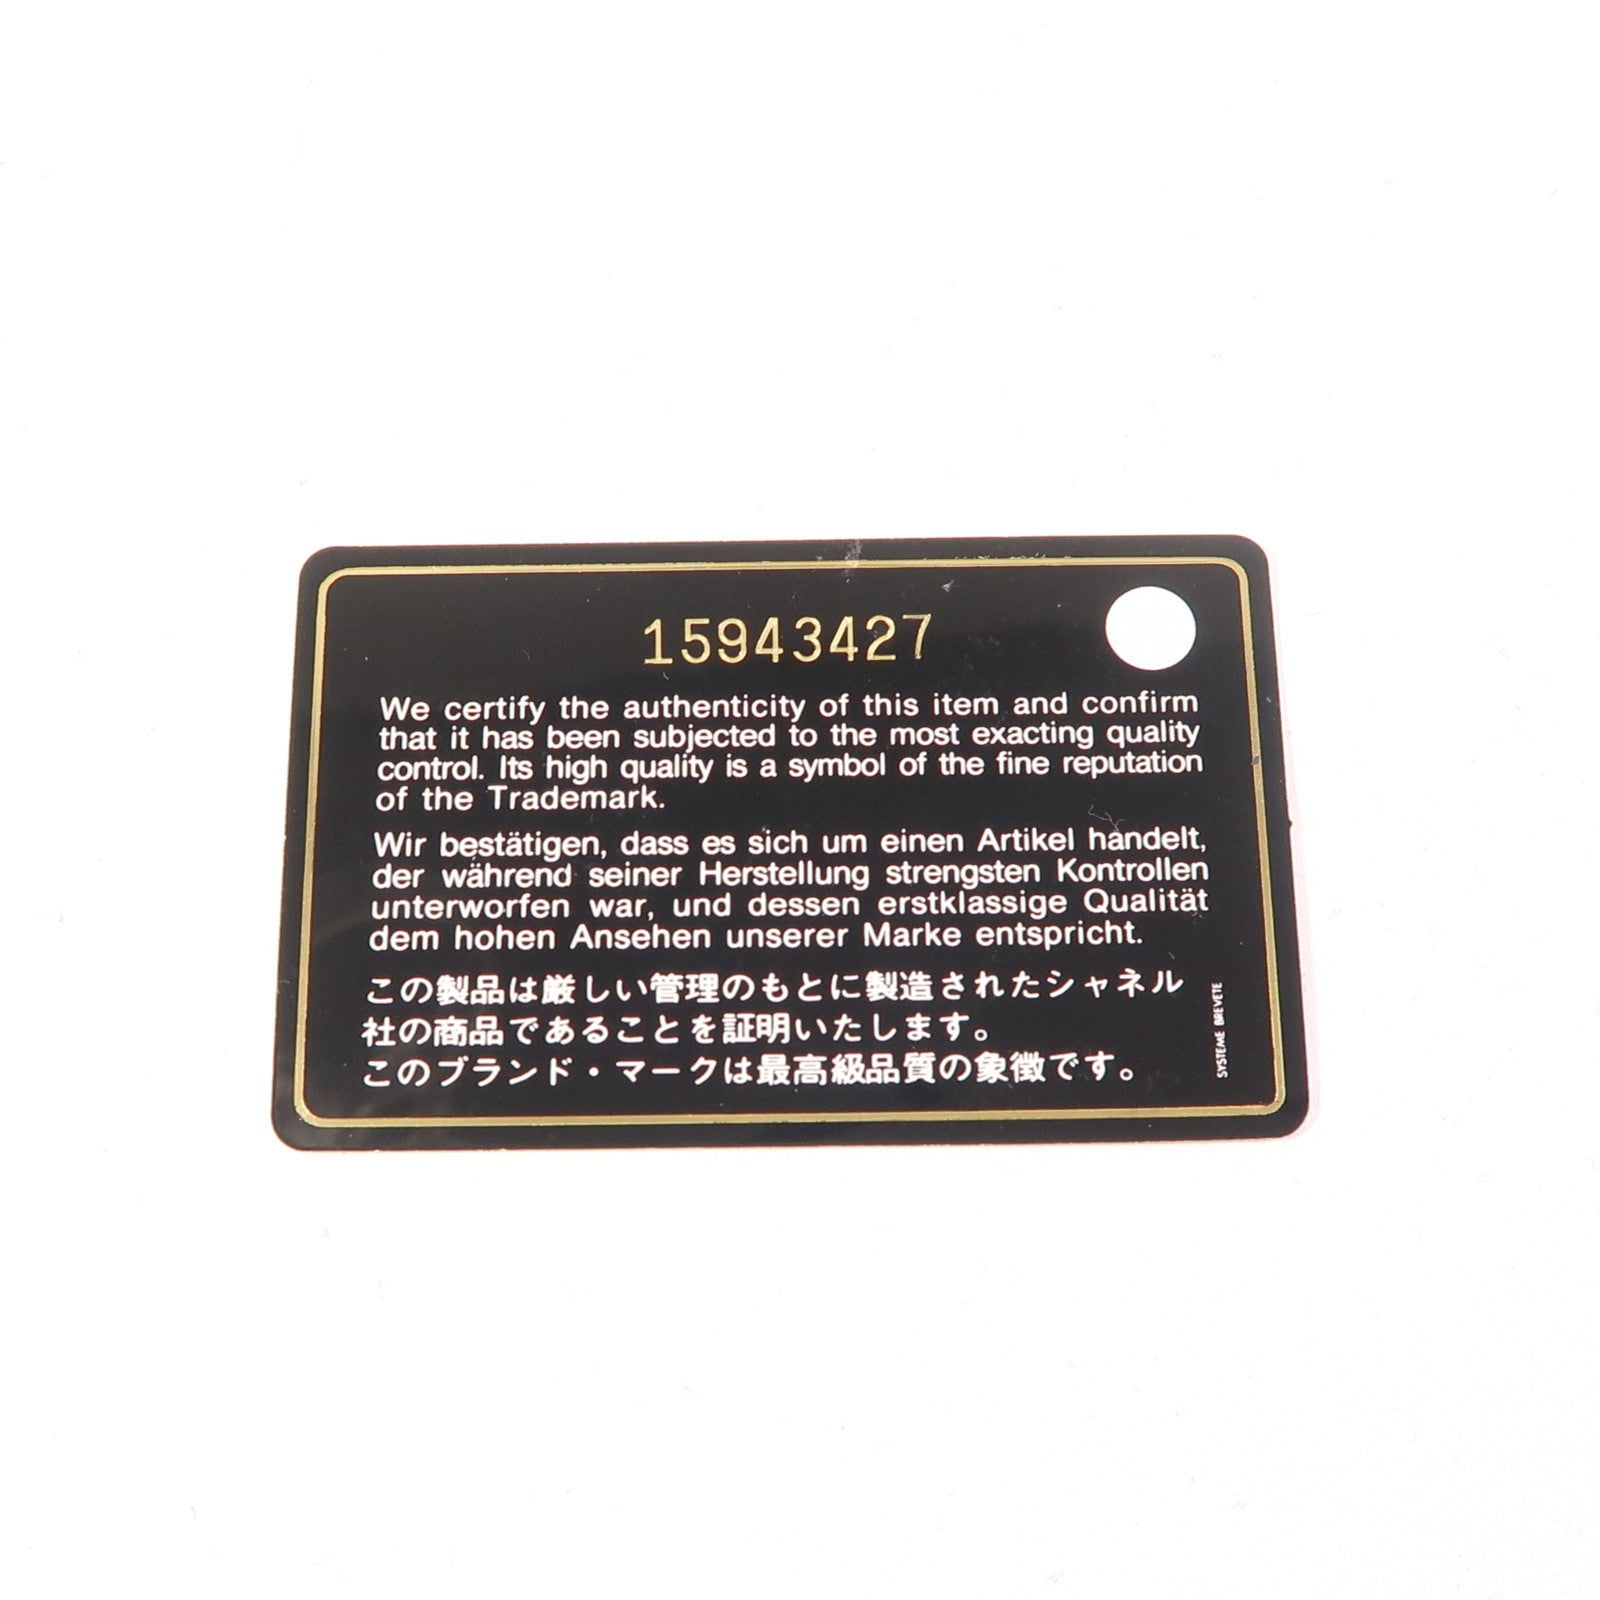 15943427
We certify the authenticity of this item and confirm
that it has been subjected to the most exacting quality
control. Its high quality is a symbol of the fine reputation
of the Trademark.
Wir bestätigen, dass es sich um einen Artikel handelt,
der während seiner Herstellung strengsten Kontrollen
unterworfen war, und dessen erstklassige Qualität
dem hohen Ansehen unserer Marke entspricht.
この製品は厳しい管理のもとに製造されたシャネル
社の商品であることを証明いたします。
このブランド・マークは最高級品質の象徴です。
SYSTEME BREVETE